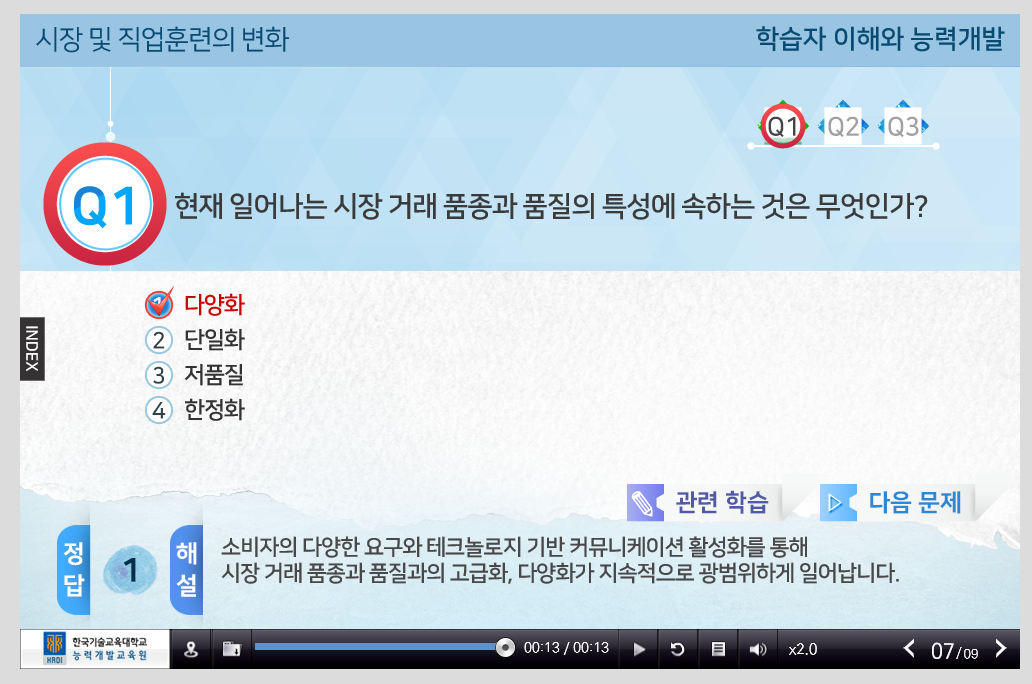 시장 및 직업훈련의 변화
학습자 이해와 능력개발
Q1 Q2 Q3
Q1 현재 일어나는 시장 거래 품종과 품질의 특성에 속하는 것은 무엇인가?
다양화
2 단일화
3 저품질
4 한정화
INDEX
관련 학습
다음 문제
정답
1
해설
소비자의 다양한 요구와 테크놀로지 기반 커뮤니케이션 활성화를 통해
시장 거래 품종과 품질과의 고급화, 다양화가 지속적으로 광범위하게 일어납니다.
한국기술교육대학교
능력개발교육원
HRDI
00:13 / 00:13
x2.0
07/09